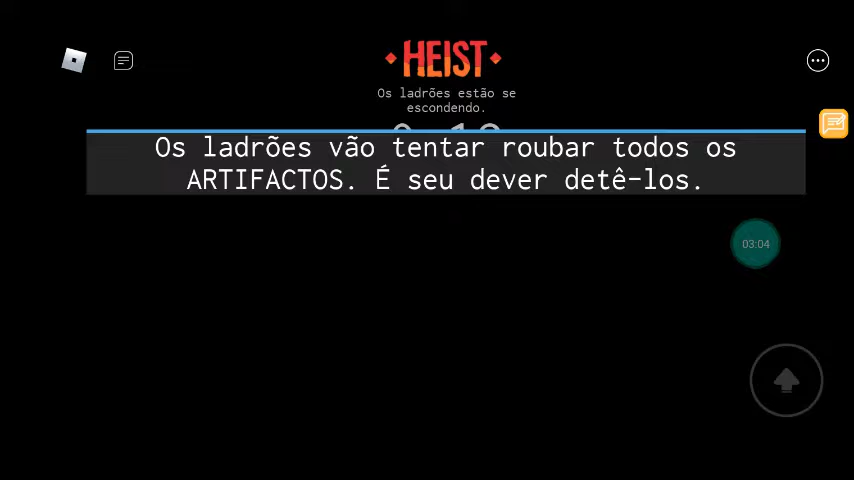 HEIST
Os ladrões estão se
escondendo.
Os ladrões vão tentar roubar todos os
ARTIFACTOS. É seu dever detê-los.
03:04